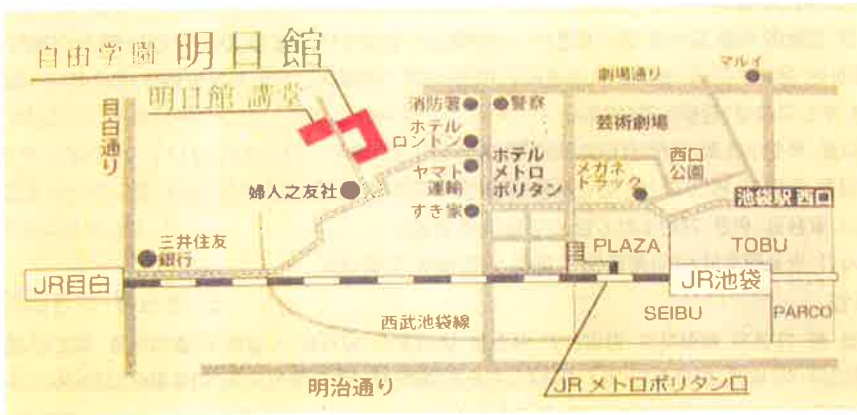 自由学園 明日館
明日館 講堂
目白通り
消防署
警察
劇場通り
マルイ
ホテル
ロントン
芸術劇場
ホテル
メトロ
ポリタン
ヤマト
運輸
メガネ
ドラック
西口
公園
婦人之友社
すき家
池袋駅 西口
三井住友
銀行
PLAZA
TOBU
JR目白
JR池袋
西武池袋線
SEIBU
PARCO
明治通り
JR メトロポリタン口